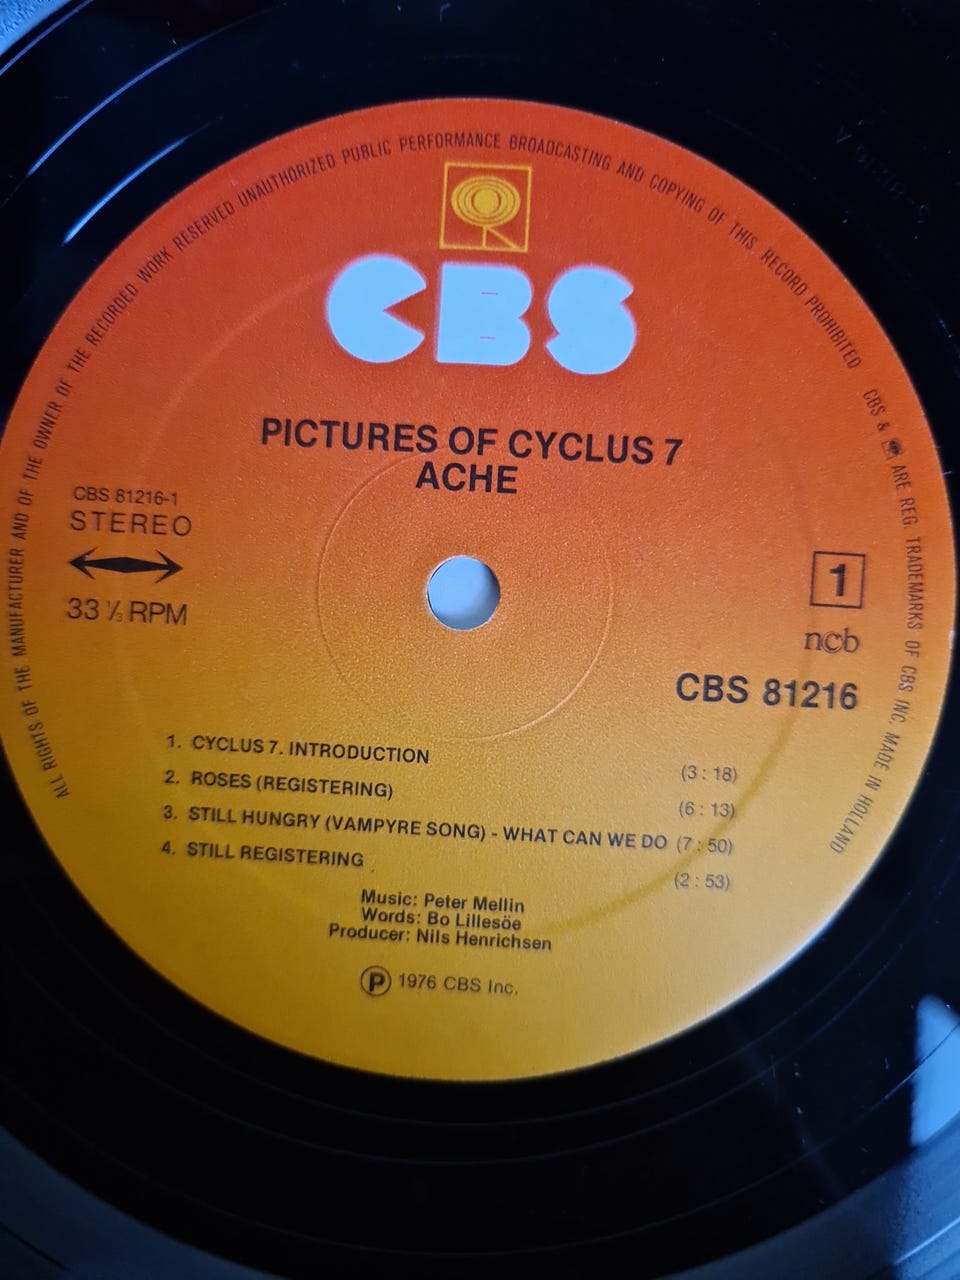 ALL RIGHTS OF THE MANUFACTURER AND OF THE OWNER OF THE RECORDED WORK RESERVED UNAUTHORIZED PUBLIC PERFORMANCE BROADCASTING AND COPYING OF THIS RECORD PROHIBITED CBS & ARE REG. TRADEMARKS OF CBS INC. MADE IN HOLLAND
CBS
PICTURES OF CYCLUS 7
ACHE
CBS 81216-1
STEREO
33 ⅓ RPM
1
ncb
CBS 81216
1. CYCLUS 7. INTRODUCTION (3 : 18)
2. ROSES (REGISTERING) (6 : 13)
3. STILL HUNGRY (VAMPYRE SONG) - WHAT CAN WE DO (7 : 50)
4. STILL REGISTERING (2 : 53)
Music: Peter Mellin
Words: Bo Lillesöe
Producer: Nils Henrichsen
Ⓟ 1976 CBS Inc.